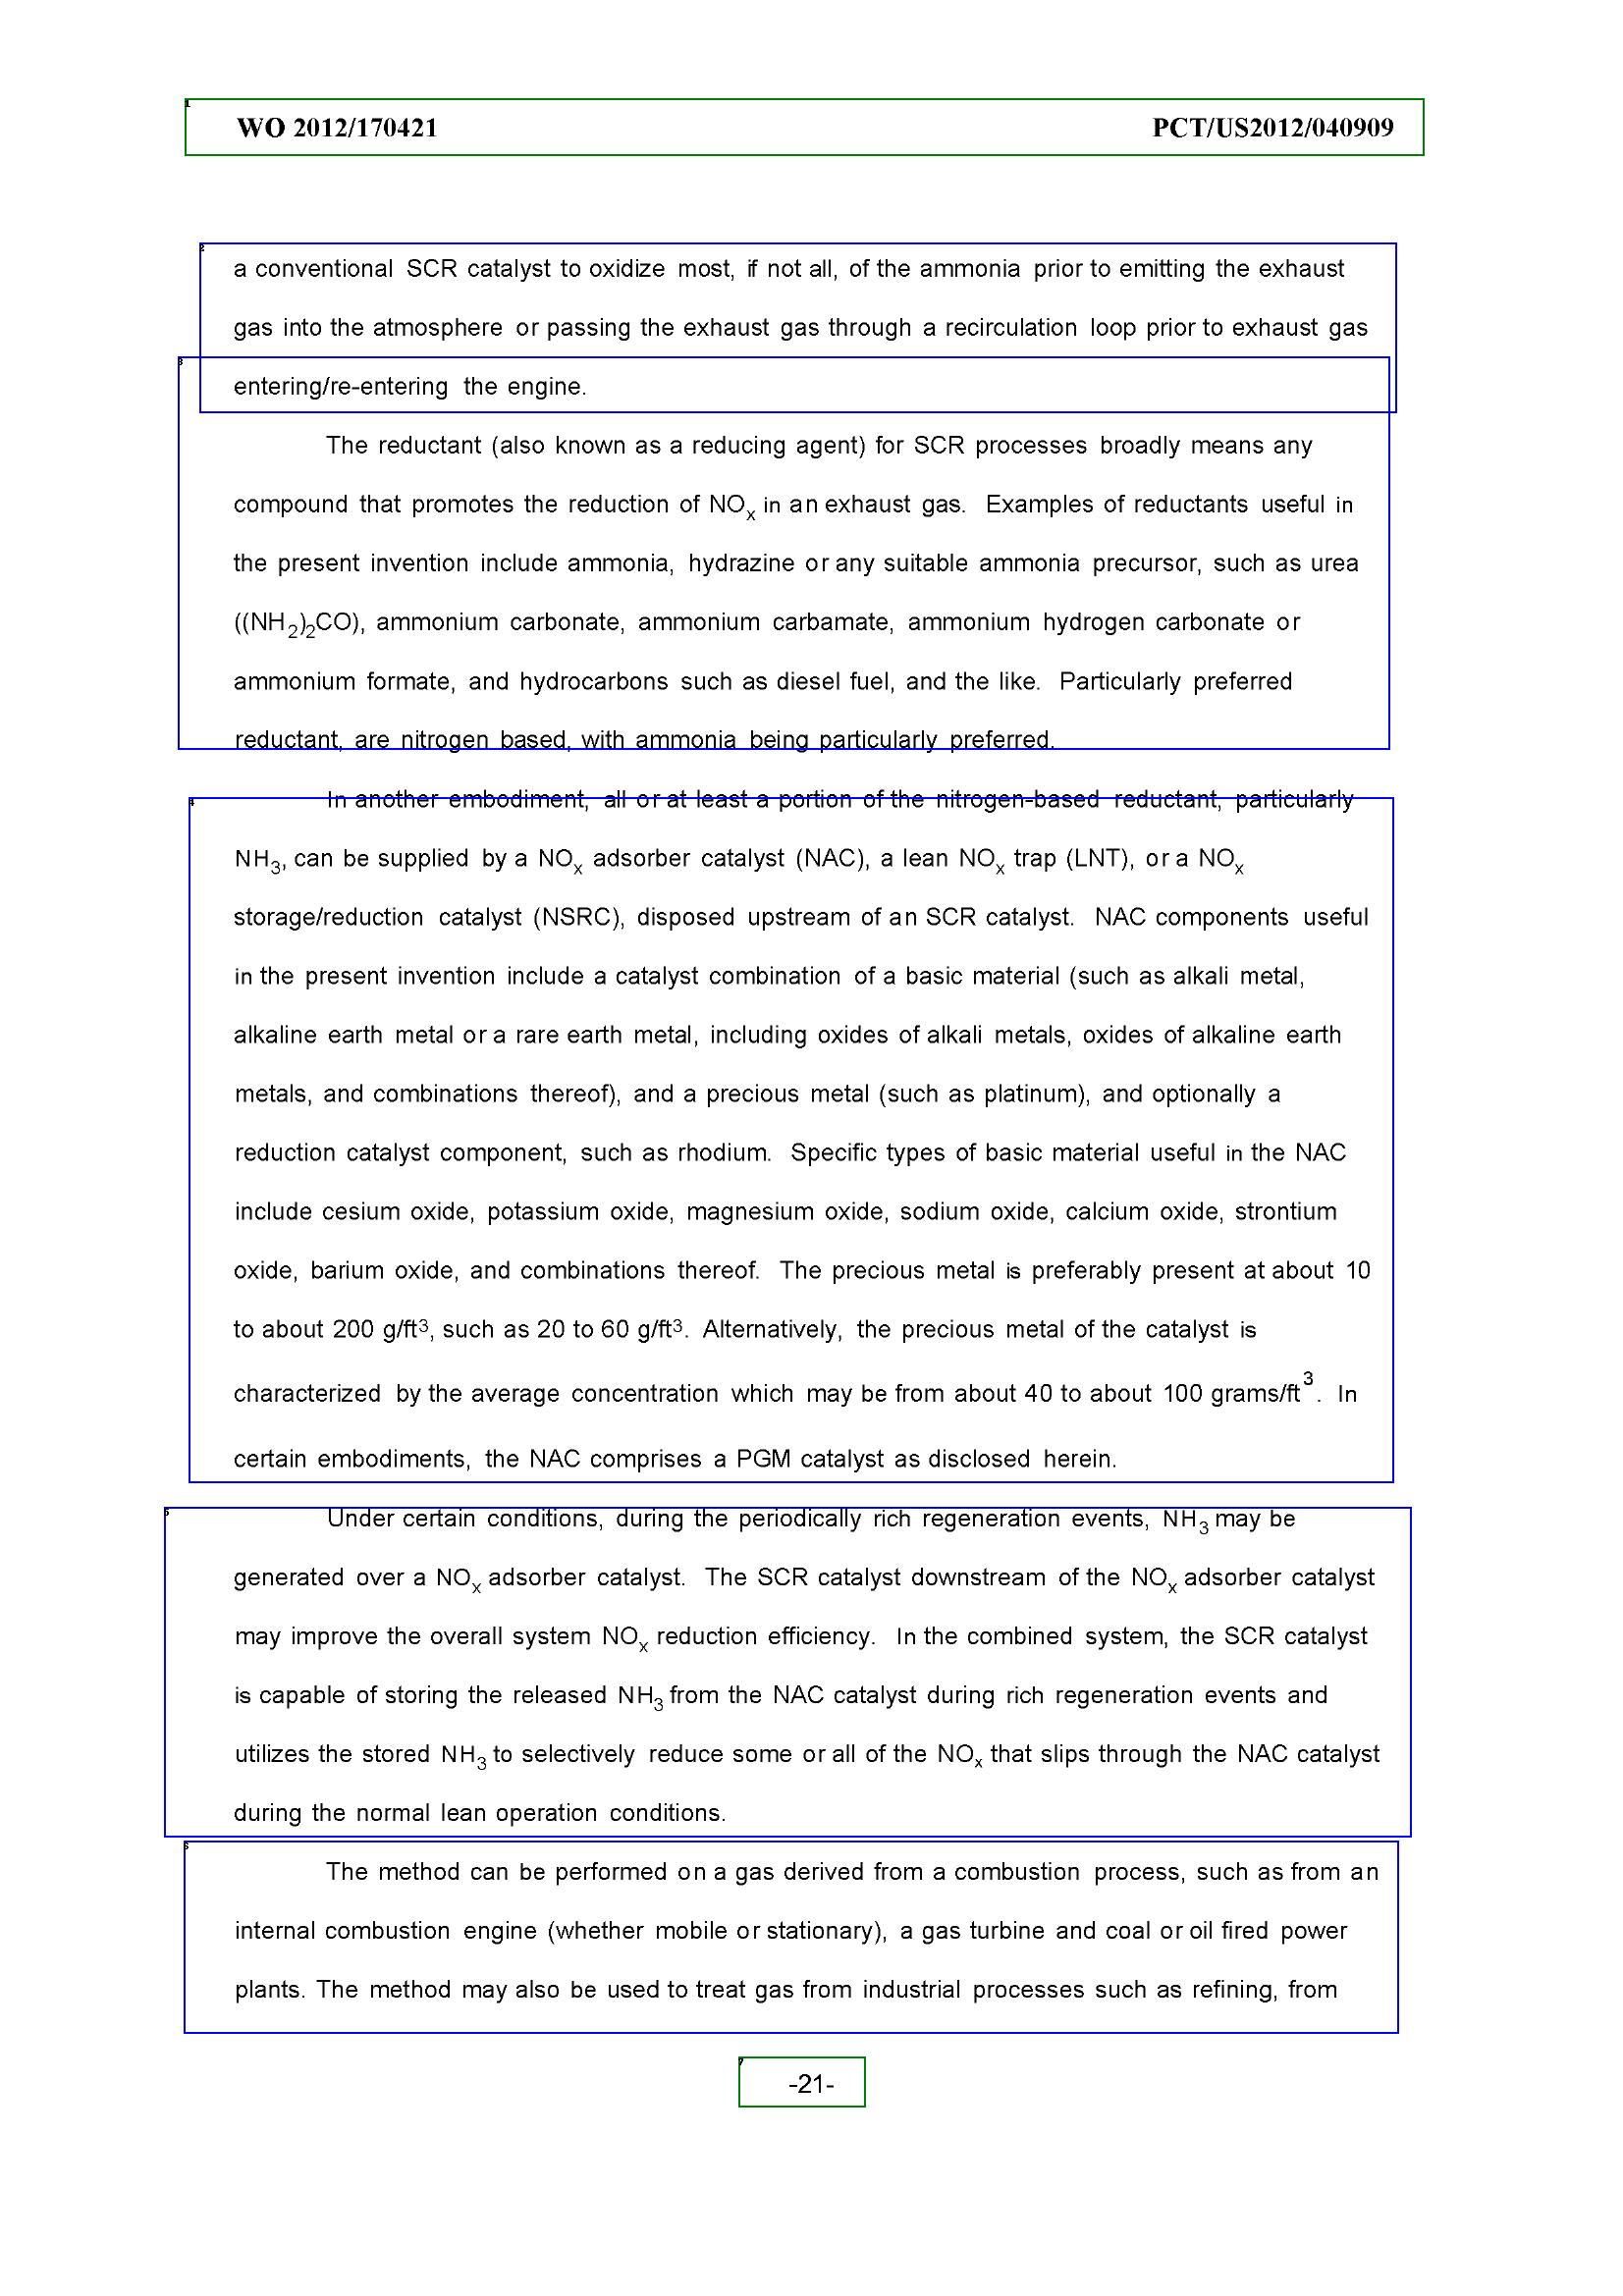 WO 2012/170421 PCT/US2012/040909
a conventional SCR catalyst to oxidize most, if not all, of the ammonia prior to emitting the exhaust
gas into the atmosphere or passing the exhaust gas through a recirculation loop prior to exhaust gas
entering/re-entering the engine.
The reductant (also known as a reducing agent) for SCR processes broadly means any
compound that promotes the reduction of NOx in an exhaust gas. Examples of reductants useful in
the present invention include ammonia, hydrazine or any suitable ammonia precursor, such as urea
((NH2)2CO), ammonium carbonate, ammonium carbamate, ammonium hydrogen carbonate or
ammonium formate, and hydrocarbons such as diesel fuel, and the like. Particularly preferred
reductant, are nitrogen based, with ammonia being particularly preferred.
In another embodiment, all or at least a portion of the nitrogen-based reductant, particularly
NH3, can be supplied by a NOx adsorber catalyst (NAC), a lean NOx trap (LNT), or a NOx
storage/reduction catalyst (NSRC), disposed upstream of an SCR catalyst. NAC components useful
in the present invention include a catalyst combination of a basic material (such as alkali metal,
alkaline earth metal or a rare earth metal, including oxides of alkali metals, oxides of alkaline earth
metals, and combinations thereof), and a precious metal (such as platinum), and optionally a
reduction catalyst component, such as rhodium. Specific types of basic material useful in the NAC
include cesium oxide, potassium oxide, magnesium oxide, sodium oxide, calcium oxide, strontium
oxide, barium oxide, and combinations thereof. The precious metal is preferably present at about 10
to about 200 g/ft3, such as 20 to 60 g/ft3. Alternatively, the precious metal of the catalyst is
characterized by the average concentration which may be from about 40 to about 100 grams/ft3. In
certain embodiments, the NAC comprises a PGM catalyst as disclosed herein.
Under certain conditions, during the periodically rich regeneration events, NH3 may be
generated over a NOx adsorber catalyst. The SCR catalyst downstream of the NOx adsorber catalyst
may improve the overall system NOx reduction efficiency. In the combined system, the SCR catalyst
is capable of storing the released NH3 from the NAC catalyst during rich regeneration events and
utilizes the stored NH3 to selectively reduce some or all of the NOx that slips through the NAC catalyst
during the normal lean operation conditions.
The method can be performed on a gas derived from a combustion process, such as from an
internal combustion engine (whether mobile or stationary), a gas turbine and coal or oil fired power
plants. The method may also be used to treat gas from industrial processes such as refining, from
-21-